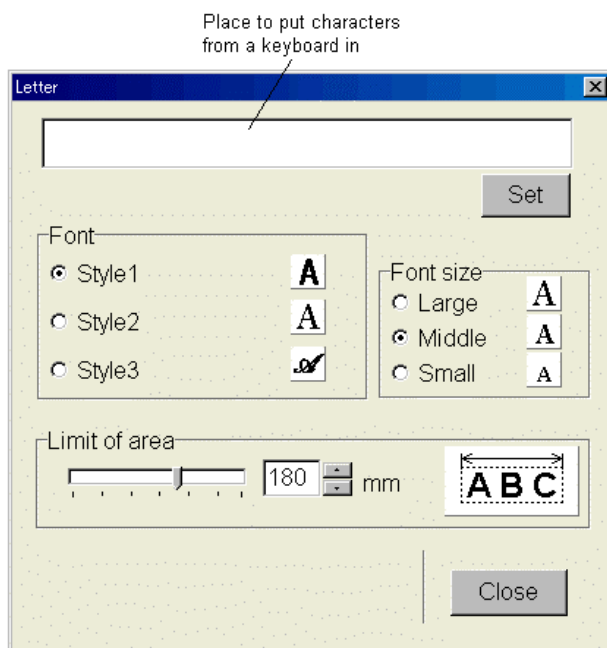 Place to put characters
from a keyboard in
Letter
Set
Font
Style1 A
Style2 A
Style3 A
Font size
Large A
Middle A
Small A
Limit of area
180 mm
A B C
Close